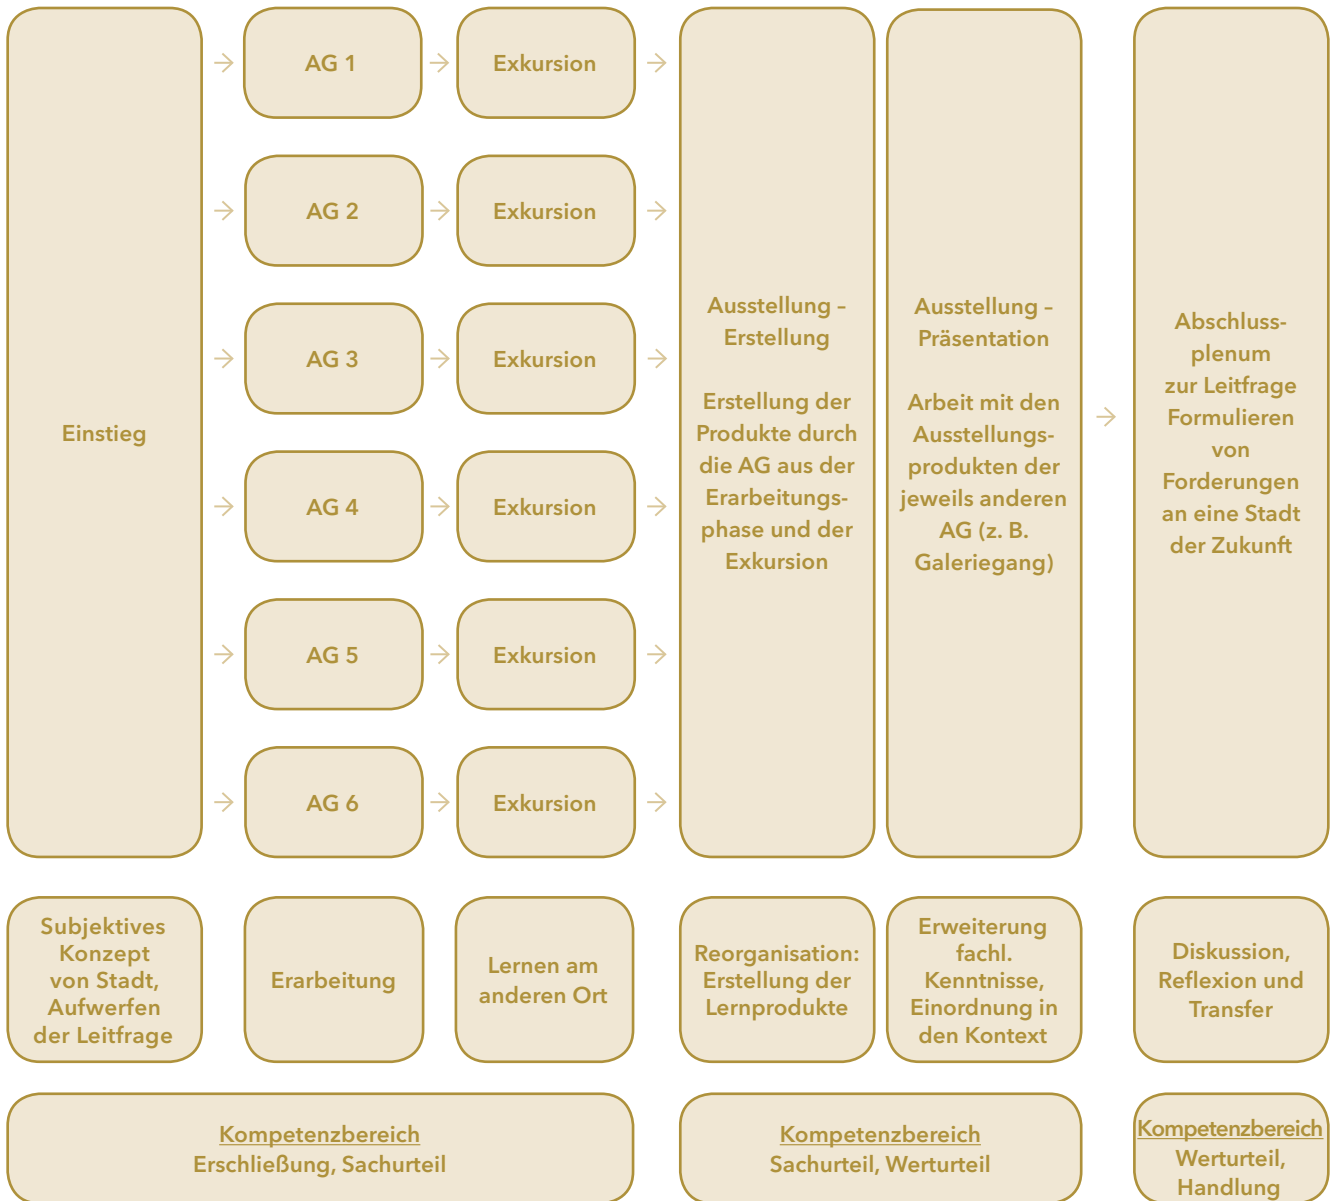 Einstieg
AG 1
Exkursion
AG 2
Exkursion
AG 3
Exkursion
AG 4
Exkursion
AG 5
Exkursion
AG 6
Exkursion
Ausstellung –
Erstellung
Erstellung der
Produkte durch
die AG aus der
Erarbeitungs-
phase und der
Exkursion
Ausstellung –
Präsentation
Arbeit mit den
Ausstellungs-
produkten der
jeweils anderen
AG (z. B.
Galeriegang)
Abschluss-
plenum
zur Leitfrage
Formulieren
von
Forderungen
an eine Stadt
der Zukunft
Subjektives
Konzept
von Stadt,
Aufwerfen
der Leitfrage
Erarbeitung
Lernen am
anderen Ort
Reorganisation:
Erstellung der
Lernprodukte
Erweiterung
fachl.
Kenntnisse,
Einordnung in
den Kontext
Diskussion,
Reflexion und
Transfer
Kompetenzbereich
Erschließung, Sachurteil
Kompetenzbereich
Sachurteil, Werturteil
Kompetenzbereich
Werturteil,
Handlung